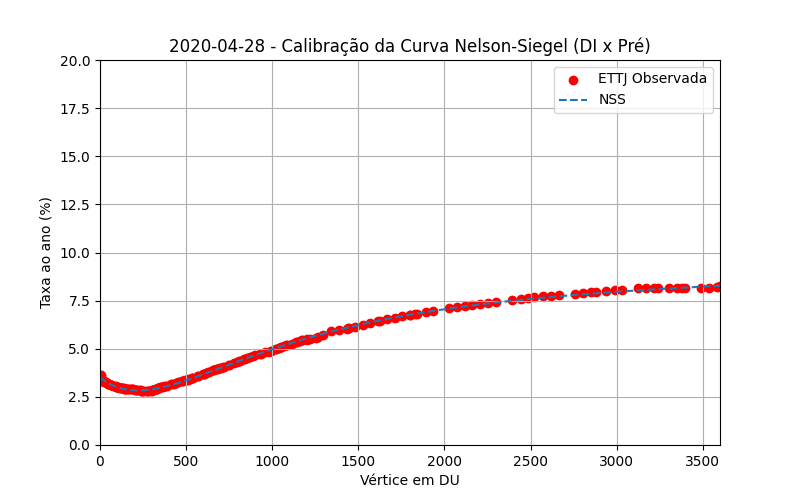 2020-04-28 - Calibração da Curva Nelson-Siegel (DI x Pré)
20.0
17.5
15.0
12.5
10.0
7.5
5.0
2.5
0.0
Taxa ao ano (%)
ETTJ Observada
NSS
0 500 1000 1500 2000 2500 3000 3500
Vértice em DU